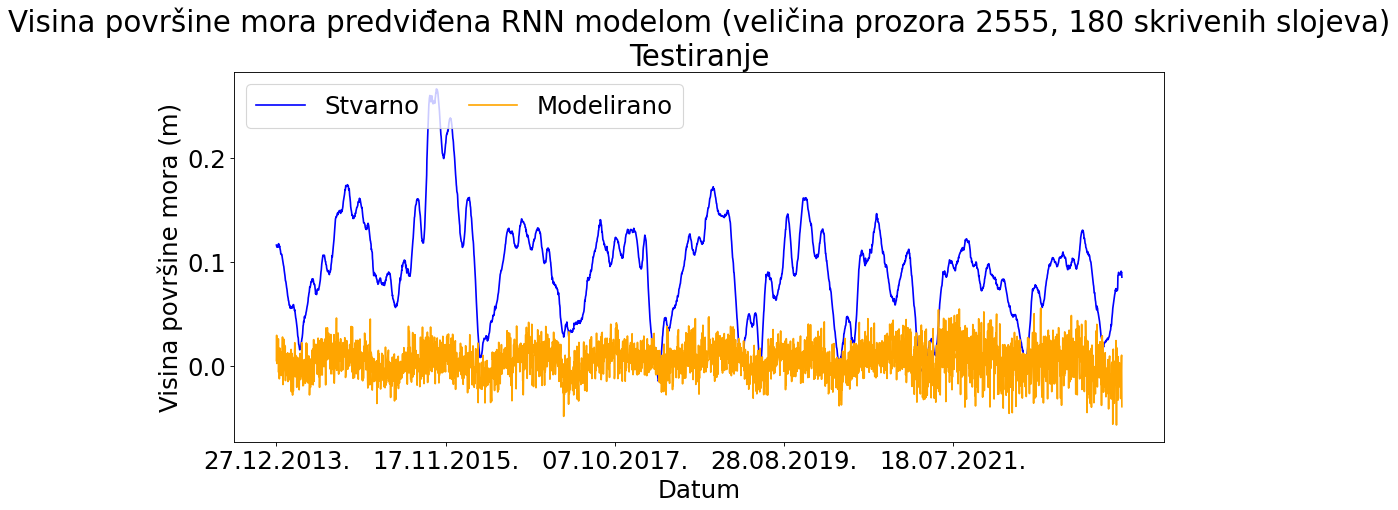 Visina površine mora predviđena RNN modelom (veličina prozora 2555, 180 skrivenih slojeva)
Testiranje
Stvarno
Modelirano
Visina površine mora (m)
0.2
0.1
0.0
27.12.2013.
17.11.2015.
07.10.2017.
28.08.2019.
18.07.2021.
Datum